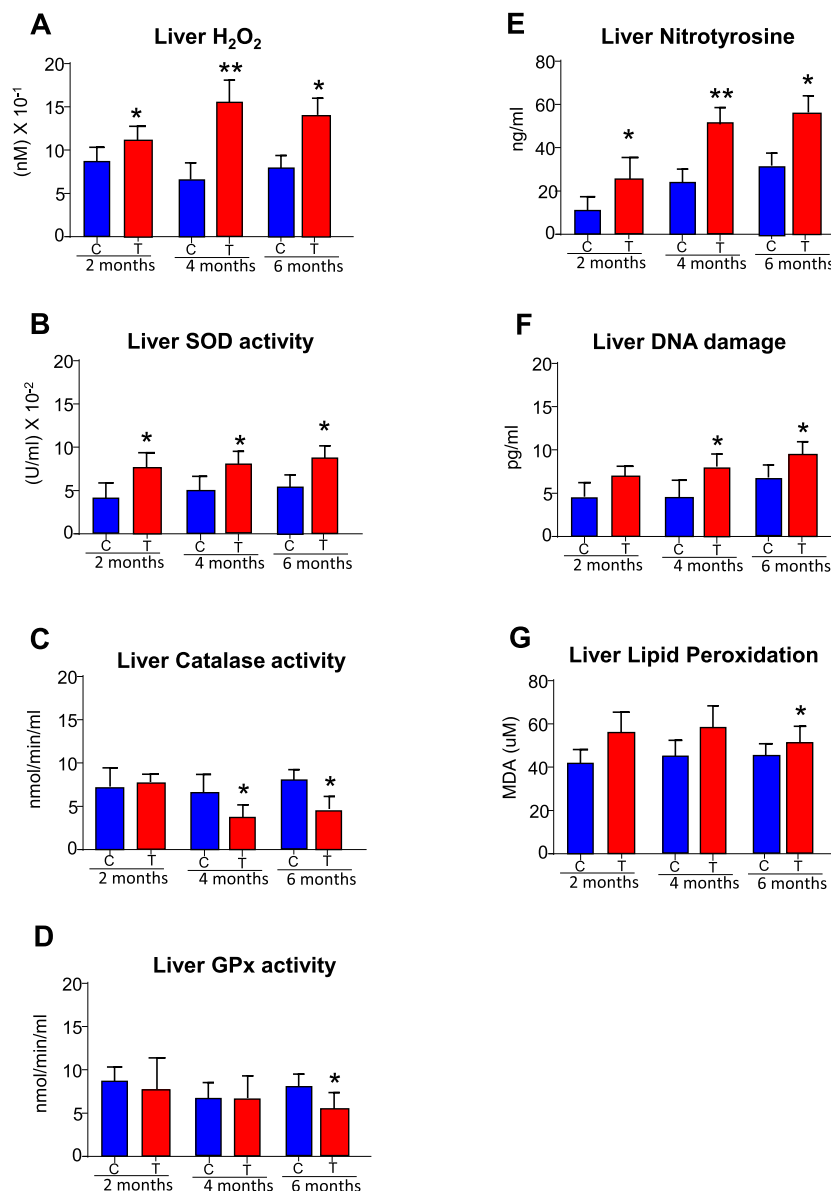 A
Liver H₂O₂
(nM) X 10⁻¹
20
15
10
5
0
*
**
*
C T C T C T
2 months 4 months 6 months
B
Liver SOD activity
(U/ml) X 10⁻²
20
15
10
5
0
*
*
*
C T C T C T
2 months 4 months 6 months
C
Liver Catalase activity
nmol/min/ml
20
15
10
5
0
*
*
C T C T C T
2 months 4 months 6 months
D
Liver GPx activity
nmol/min/ml
20
15
10
5
0
*
C T C T C T
2 months 4 months 6 months
E
Liver Nitrotyrosine
ng/ml
80
60
40
20
0
*
**
*
C T C T C T
2 months 4 months 6 months
F
Liver DNA damage
pg/ml
20
15
10
5
0
*
*
C T C T C T
2 months 4 months 6 months
G
Liver Lipid Peroxidation
MDA (uM)
80
60
40
20
0
*
C T C T C T
2 months 4 months 6 months